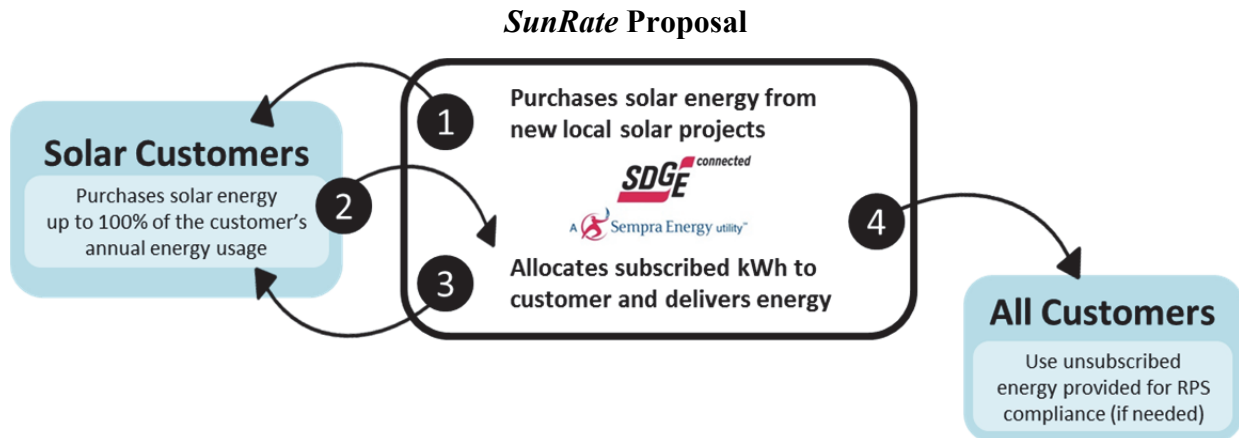 SunRate Proposal
1
Purchases solar energy from
new local solar projects
Solar Customers
Purchases solar energy
up to 100% of the customer's
annual energy usage
2
SDGE connected
A Sempra Energy utility™
4
3
Allocates subscribed kWh to
customer and delivers energy
All Customers
Use unsubscribed
energy provided for RPS
compliance (if needed)